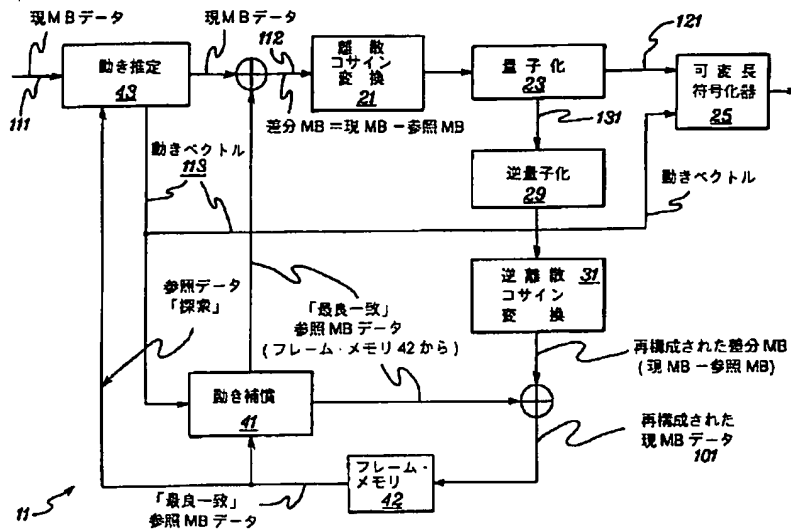 現MBデータ
111
動き推定
43
現MBデータ
112
離散
コサイン
変換
21
量子化
23
121
可変長
符号化器
25
差分MB=現MB−参照MB
131
動きベクトル
113
逆量子化
29
動きベクトル
参照データ
「探索」
「最良一致」
参照MBデータ
(フレーム・メモリ42から)
逆離散 31
コサイン
変換
再構成された差分MB
(現MB−参照MB)
動き補償
41
再構成された
現MBデータ
101
フレーム・
メモリ
42
「最良一致」
参照MBデータ
11